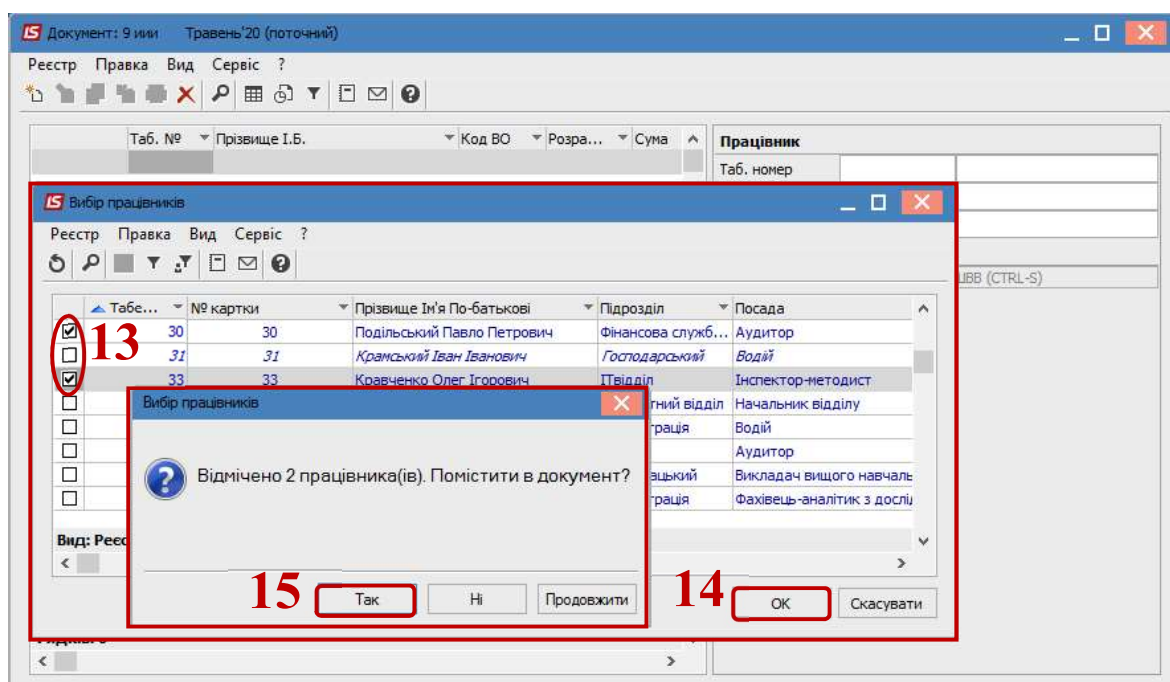 Документ: 9 иии Травень'20 (поточний)
Реєстр Правка Вид Сервіс ?
Таб. № Прізвище І.Б. Код ВО Розра... Сума
Працівник
Таб. номер
Вибір працівників
Реєстр Правка Вид Сервіс ?
(CTRL-S)
Табе... № картки Прізвище Ім'я По-батькові Підрозділ Посада
30 30 Подільський Павло Петрович Фінансова служб... Аудитор
13
31 31 Крамський Іван Іванович Господарський Водій
33 33 Кравченко Олег Ігорович ІТвідділ Інспектор-методист
Вибір працівників
тний відділ Начальник відділу
трація Водій
Аудитор
Відмічено 2 працівника(ів). Помістити в документ?
ацький Викладач вищого навчаль
трація Фахівець-аналітик з дослі
Вид: Реєс
15 Так Ні Продовжити
14 ОК Скасувати